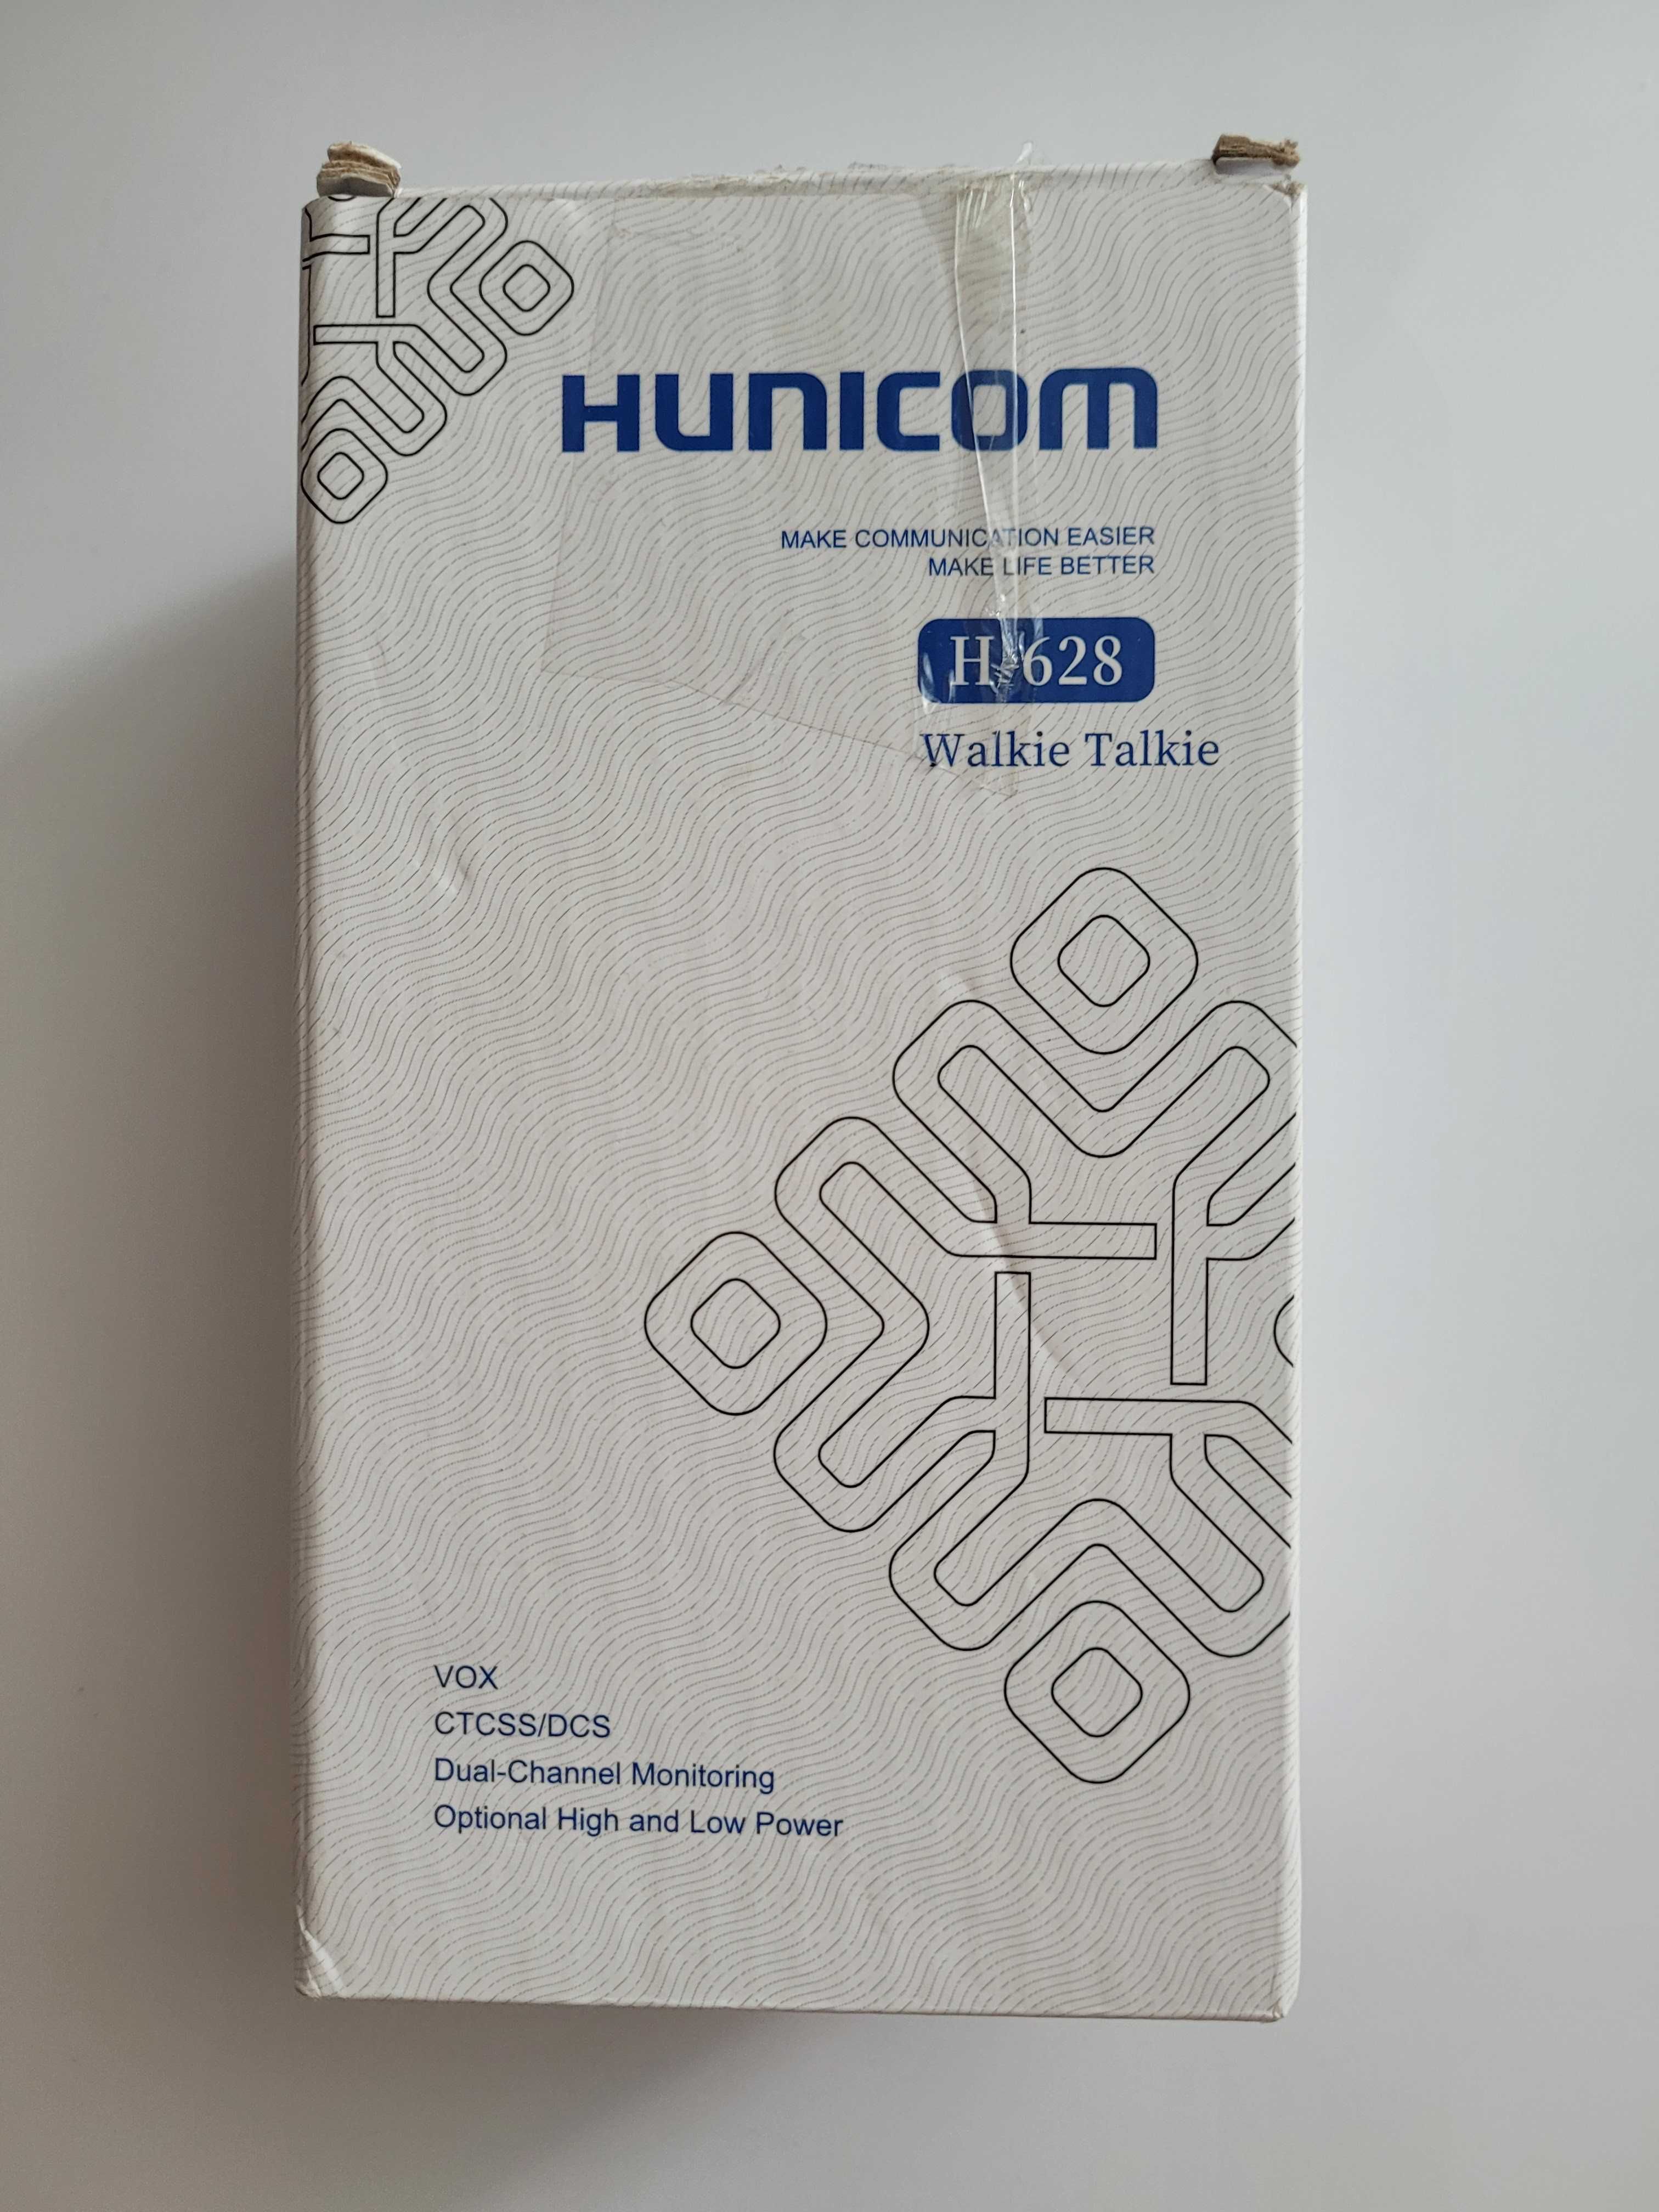 HUNICOM
MAKE COMMUNICATION EASIER
MAKE LIFE BETTER
H-628
Walkie Talkie
VOX
CTCSS/DCS
Dual-Channel Monitoring
Optional High and Low Power